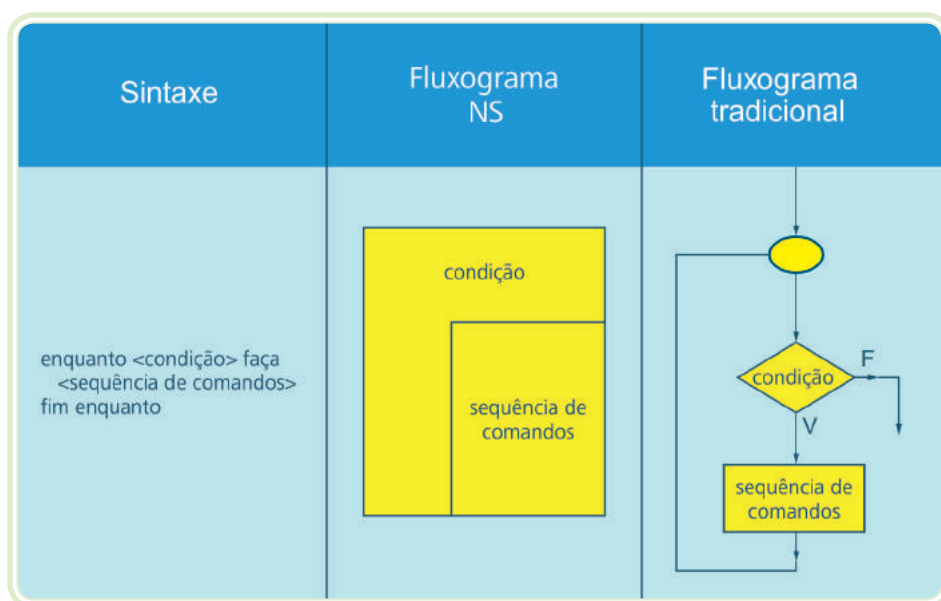 Sintaxe
Fluxograma
NS
Fluxograma
tradicional
enquanto <condição> faça
<sequência de comandos>
fim enquanto
condição
sequência de
comandos
condição
F
V
sequência de
comandos